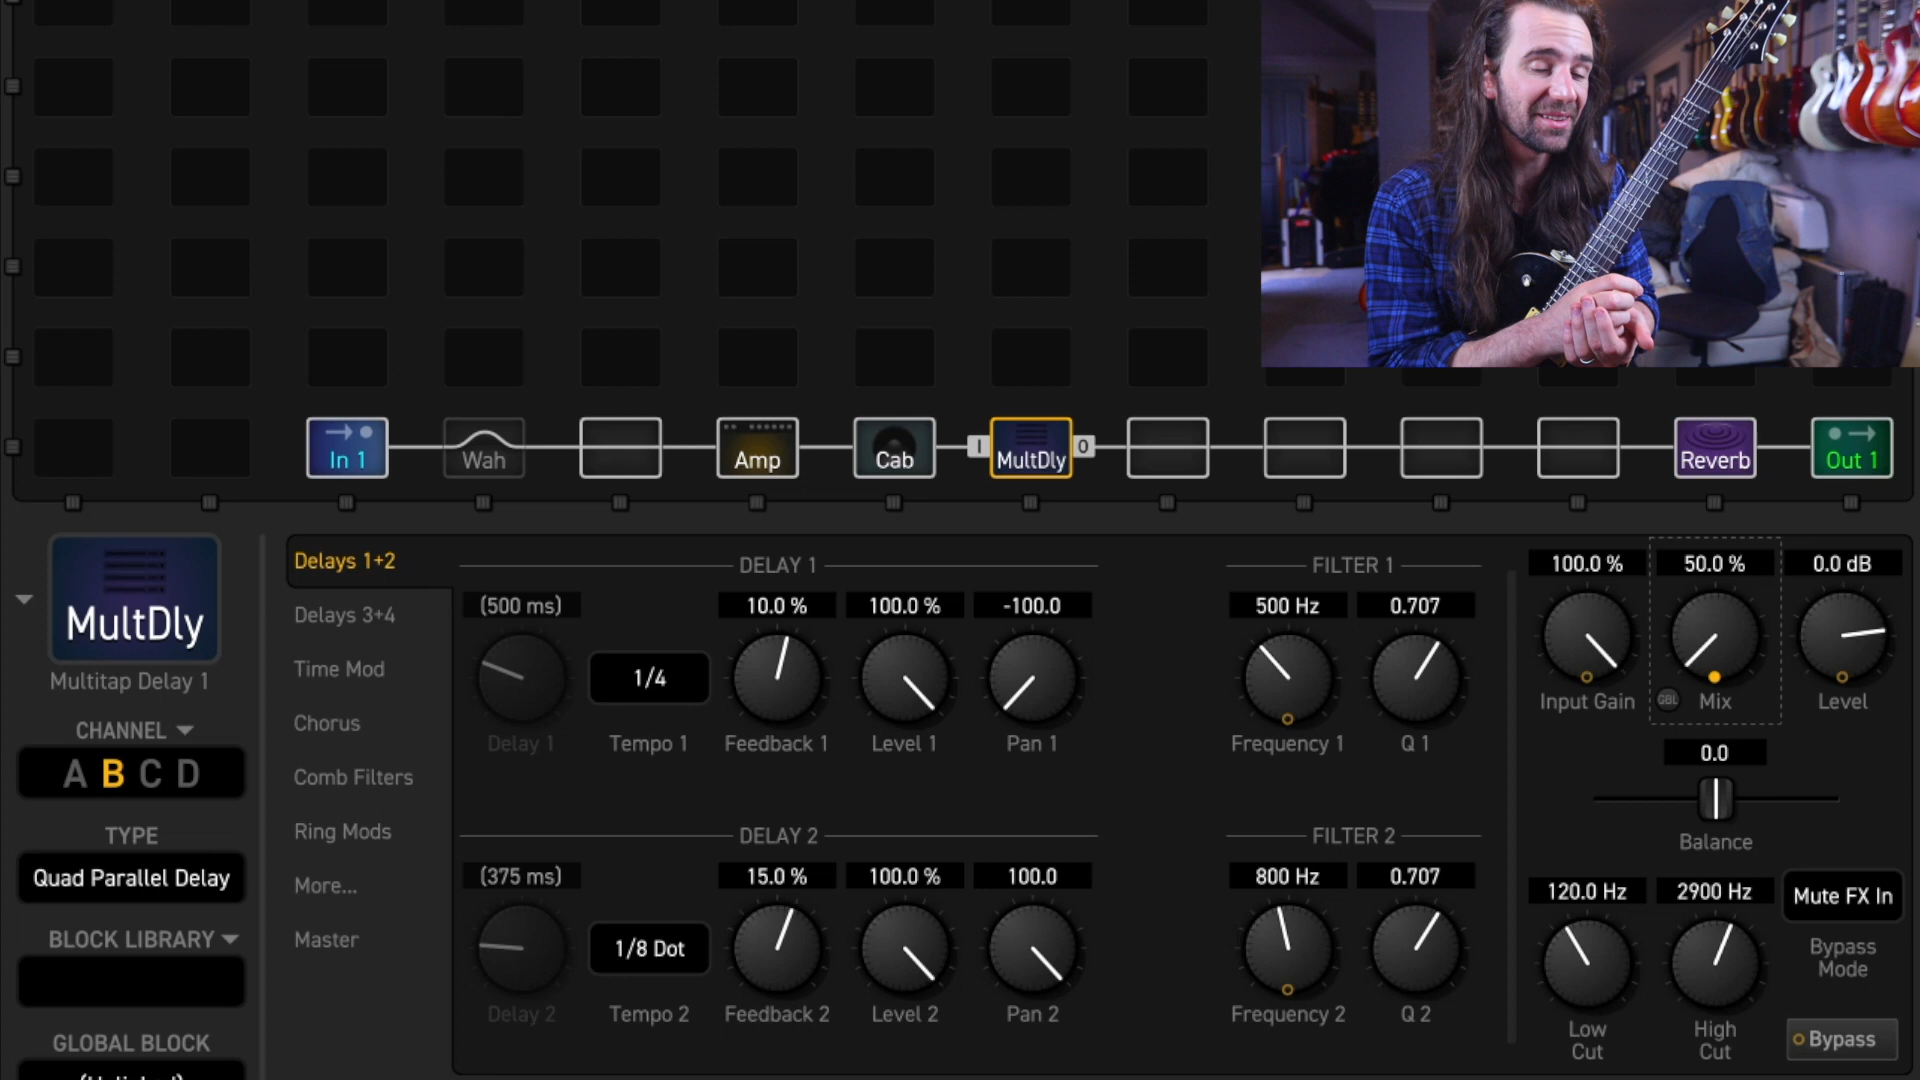 In 1
Wah
Amp
Cab
I
MultDly
O
Reverb
Out 1
MultDly
Multitap Delay 1
CHANNEL
A B C D
TYPE
Quad Parallel Delay
BLOCK LIBRARY
GLOBAL BLOCK
Delays 1+2
Delays 3+4
Time Mod
Chorus
Comb Filters
Ring Mods
More...
Master
DELAY 1
(500 ms)
10.0 %
100.0 %
-100.0
1/4
Delay 1
Tempo 1
Feedback 1
Level 1
Pan 1
FILTER 1
500 Hz
0.707
Frequency 1
Q 1
DELAY 2
(375 ms)
15.0 %
100.0 %
100.0
1/8 Dot
Delay 2
Tempo 2
Feedback 2
Level 2
Pan 2
FILTER 2
800 Hz
0.707
Frequency 2
Q 2
100.0 %
50.0 %
0.0 dB
Input Gain
GBL
Mix
Level
0.0
Balance
120.0 Hz
2900 Hz
Mute FX In
Bypass
Mode
Low
Cut
High
Cut
Bypass